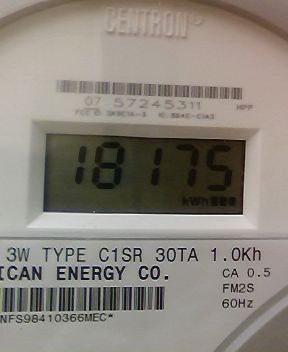 CENTRON®
07 57245311 HPP
18175
kWh
3W TYPE C1SR 30TA 1.0Kh
ICAN ENERGY CO. CA 0.5
FM2S
60Hz
NFS98410366MEC*